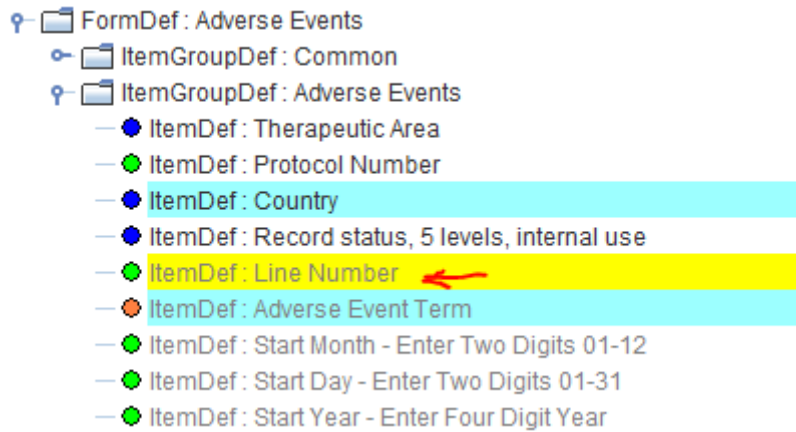 FormDef : Adverse Events
ItemGroupDef : Common
ItemGroupDef : Adverse Events
ItemDef : Therapeutic Area
ItemDef : Protocol Number
ItemDef : Country
ItemDef : Record status, 5 levels, internal use
ItemDef : Line Number
ItemDef : Adverse Event Term
ItemDef : Start Month - Enter Two Digits 01-12
ItemDef : Start Day - Enter Two Digits 01-31
ItemDef : Start Year - Enter Four Digit Year